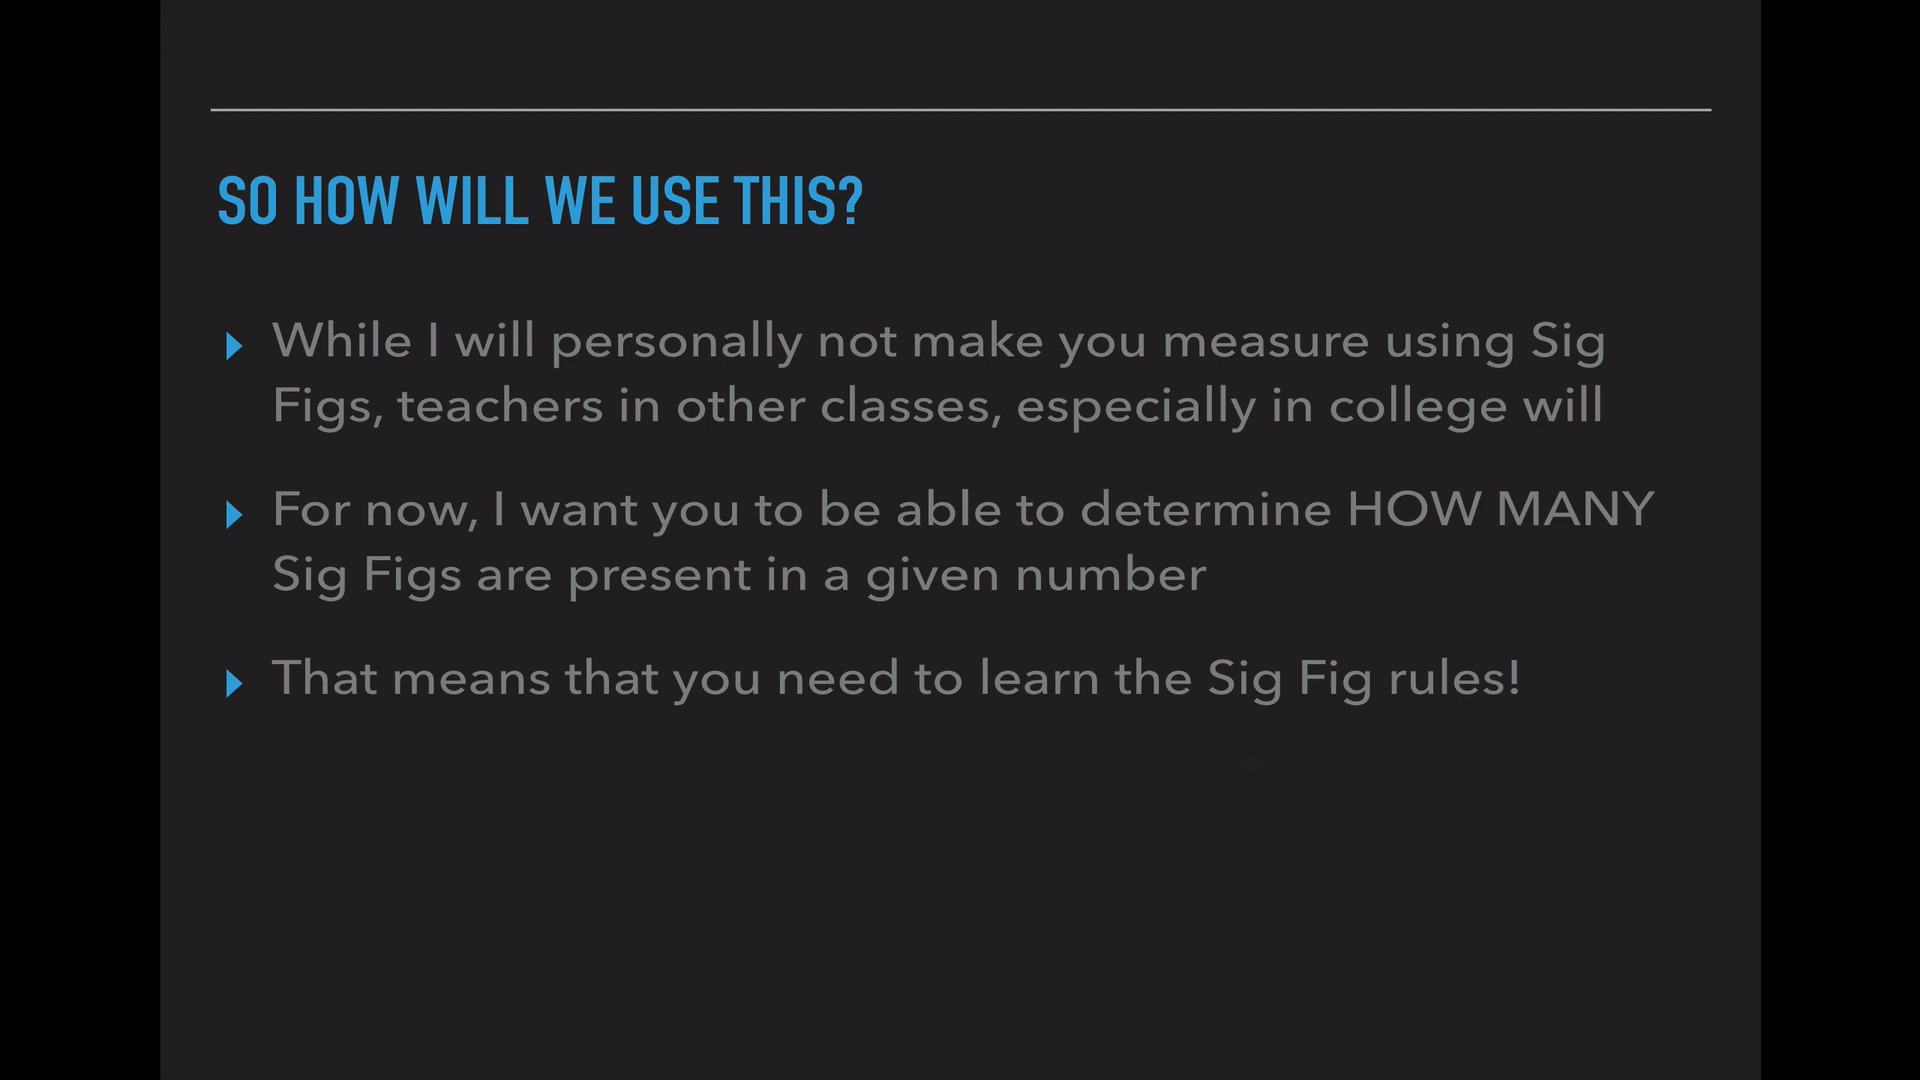 SO HOW WILL WE USE THIS?
While I will personally not make you measure using Sig
Figs, teachers in other classes, especially in college will
For now, I want you to be able to determine HOW MANY
Sig Figs are present in a given number
That means that you need to learn the Sig Fig rules!